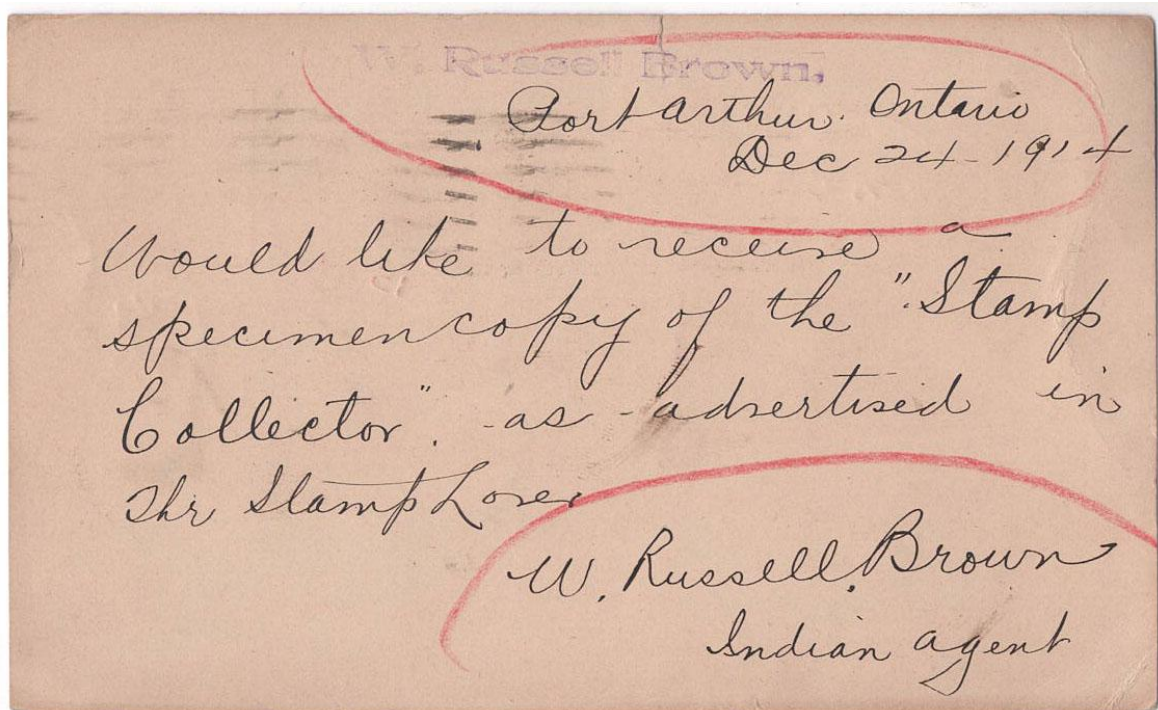 W. Russell Brown.
Port Arthur. Ontario
Dec 24 - 1914
Would like to receive a
specimen copy of the "Stamp
Collector". as advertised in
The Stamp Lover
W. Russell Brown
Indian Agent